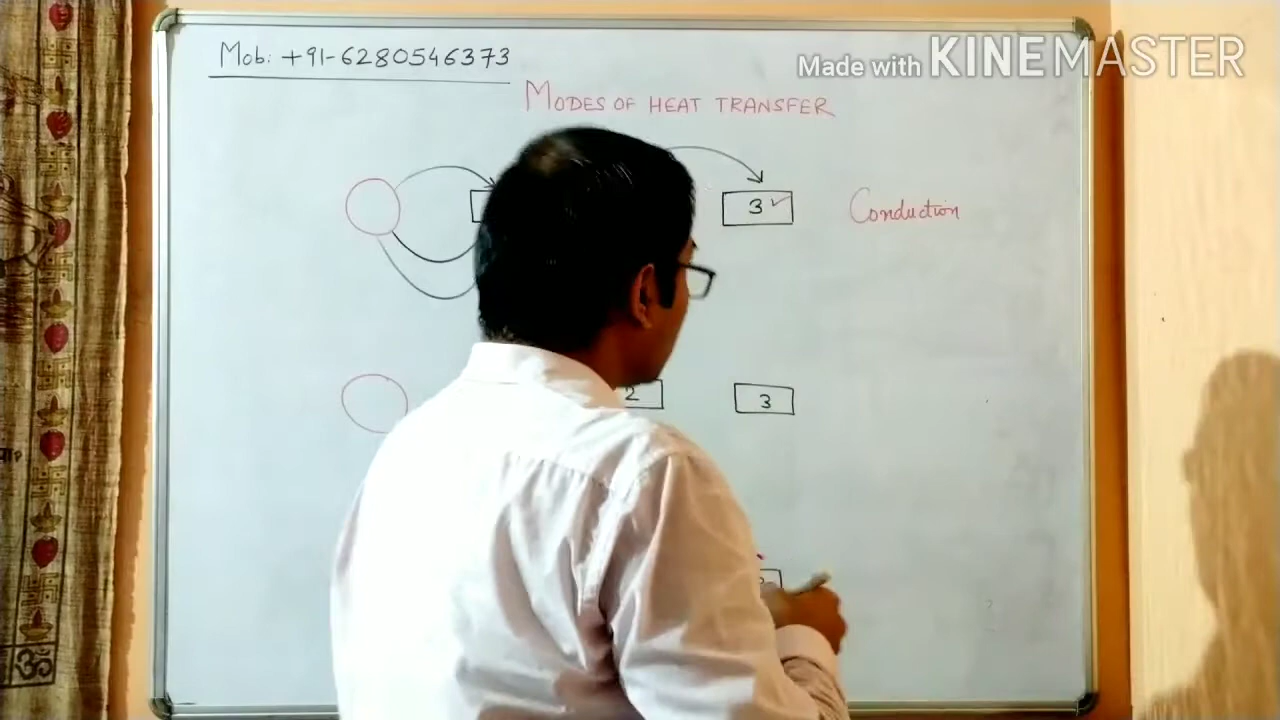 Mob: +91-6280546373
Made with KINEMASTER
MODES OF HEAT TRANSFER
3 Conduction
2 3
ॐ